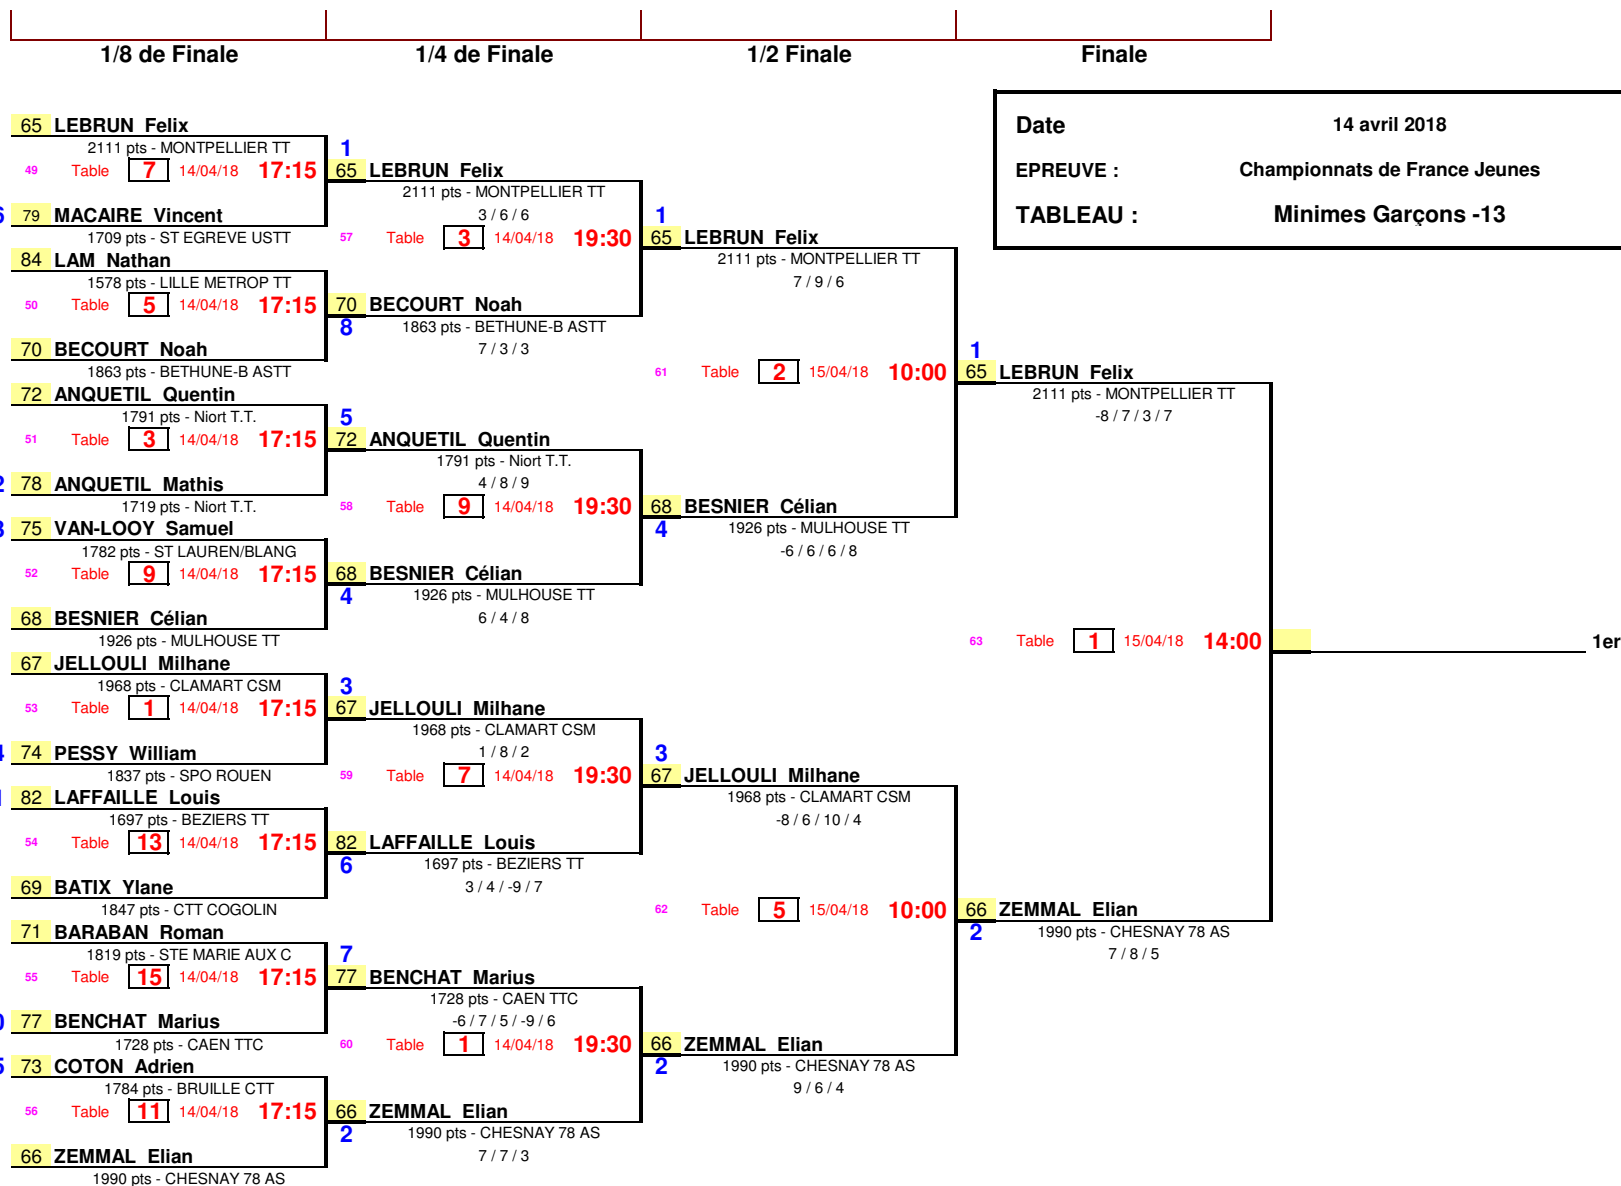 1/8 de Finale
1/4 de Finale
1/2 Finale
Finale
Date 14 avril 2018
EPREUVE : Championnats de France Jeunes
TABLEAU : Minimes Garçons -13
65 LEBRUN Felix
2111 pts - MONTPELLIER TT
49 Table 7 14/04/18 17:15
79 MACAIRE Vincent
1709 pts - ST EGREVE USTT
84 LAM Nathan
1578 pts - LILLE METROP TT
50 Table 5 14/04/18 17:15
70 BECOURT Noah
1863 pts - BETHUNE-B ASTT
72 ANQUETIL Quentin
1791 pts - Niort T.T.
51 Table 3 14/04/18 17:15
2 78 ANQUETIL Mathis
1719 pts - Niort T.T.
75 VAN-LOOY Samuel
1782 pts - ST LAUREN/BLANG
52 Table 9 14/04/18 17:15
68 BESNIER Célian
1926 pts - MULHOUSE TT
67 JELLOULI Milhane
1968 pts - CLAMART CSM
53 Table 1 14/04/18 17:15
74 PESSY William
1837 pts - SPO ROUEN
82 LAFFAILLE Louis
1697 pts - BEZIERS TT
54 Table 13 14/04/18 17:15
69 BATIX Ylane
1847 pts - CTT COGOLIN
71 BARABAN Roman
1819 pts - STE MARIE AUX C
55 Table 15 14/04/18 17:15
77 BENCHAT Marius
1728 pts - CAEN TTC
73 COTON Adrien
1784 pts - BRUILLE CTT
56 Table 11 14/04/18 17:15
66 ZEMMAL Elian
1990 pts - CHESNAY 78 AS
1
65 LEBRUN Felix
2111 pts - MONTPELLIER TT
3 / 6 / 6
57 Table 3 14/04/18 19:30
70 BECOURT Noah
8
1863 pts - BETHUNE-B ASTT
7 / 3 / 3
5
72 ANQUETIL Quentin
1791 pts - Niort T.T.
4 / 8 / 9
58 Table 9 14/04/18 19:30
68 BESNIER Célian
4
1926 pts - MULHOUSE TT
6 / 4 / 8
3
67 JELLOULI Milhane
1968 pts - CLAMART CSM
1 / 8 / 2
59 Table 7 14/04/18 19:30
82 LAFFAILLE Louis
6
1697 pts - BEZIERS TT
3 / 4 / -9 / 7
7
77 BENCHAT Marius
1728 pts - CAEN TTC
-6 / 7 / 5 / -9 / 6
60 Table 1 14/04/18 19:30
66 ZEMMAL Elian
2
1990 pts - CHESNAY 78 AS
7 / 7 / 3
1
65 LEBRUN Felix
2111 pts - MONTPELLIER TT
7 / 9 / 6
61 Table 2 15/04/18 10:00
68 BESNIER Célian
4
1926 pts - MULHOUSE TT
-6 / 6 / 6 / 8
3
67 JELLOULI Milhane
1968 pts - CLAMART CSM
-8 / 6 / 10 / 4
62 Table 5 15/04/18 10:00
66 ZEMMAL Elian
2
1990 pts - CHESNAY 78 AS
9 / 6 / 4
1
65 LEBRUN Felix
2111 pts - MONTPELLIER TT
-8 / 7 / 3 / 7
63 Table 1 15/04/18 14:00
66 ZEMMAL Elian
2
1990 pts - CHESNAY 78 AS
7 / 8 / 5
1er